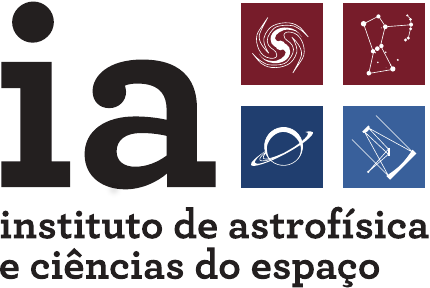 ia
instituto de astrofísica
e ciências do espaço